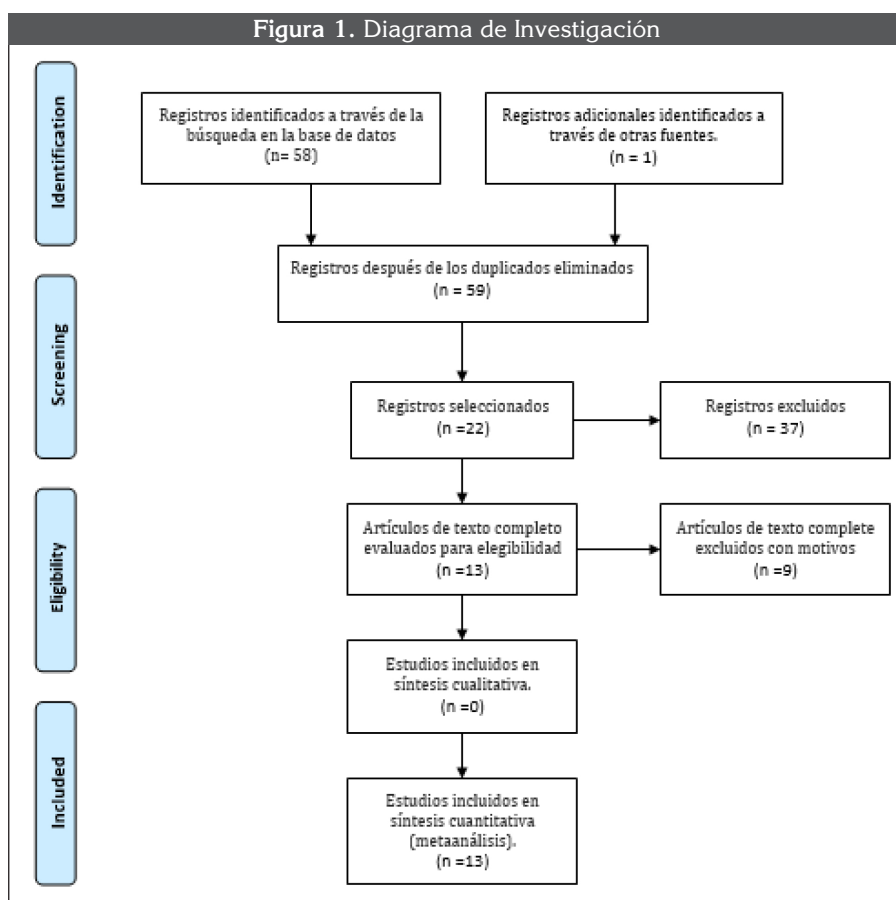 Figura 1. Diagrama de Investigación
Identification
Registros identificados a través de la
búsqueda en la base de datos
(n= 58)
Registros adicionales identificados a
través de otras fuentes.
(n = 1)
Registros después de los duplicados eliminados
(n = 59)
Screening
Registros seleccionados
(n =22)
Registros excluidos
(n = 37)
Eligibility
Artículos de texto completo
evaluados para elegibilidad
(n =13)
Artículos de texto complete
excluidos con motivos
(n =9)
Estudios incluidos en
síntesis cualitativa.
(n =0)
Included
Estudios incluidos en
síntesis cuantitativa
(metaanálisis).
(n =13)